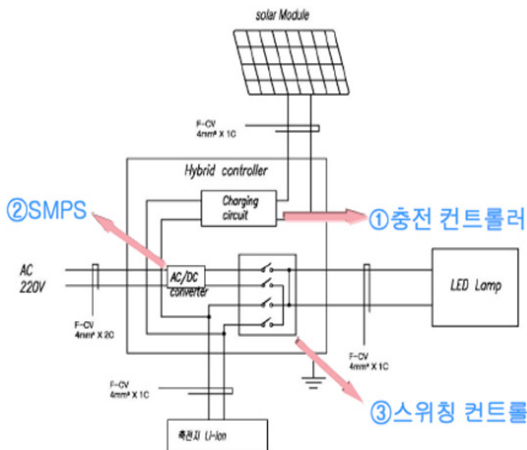 solar Module
F-CV
4mm² X 1C
Hybrid controller
Charging
circuit
②SMPS
①충전 컨트롤러
AC
220V
AC/DC
converter
LED Lamp
F-CV
4mm² X 2C
F-CV
4mm² X 1C
F-CV
4mm² X 1C
③스위칭 컨트롤
축전지 Li-Ion